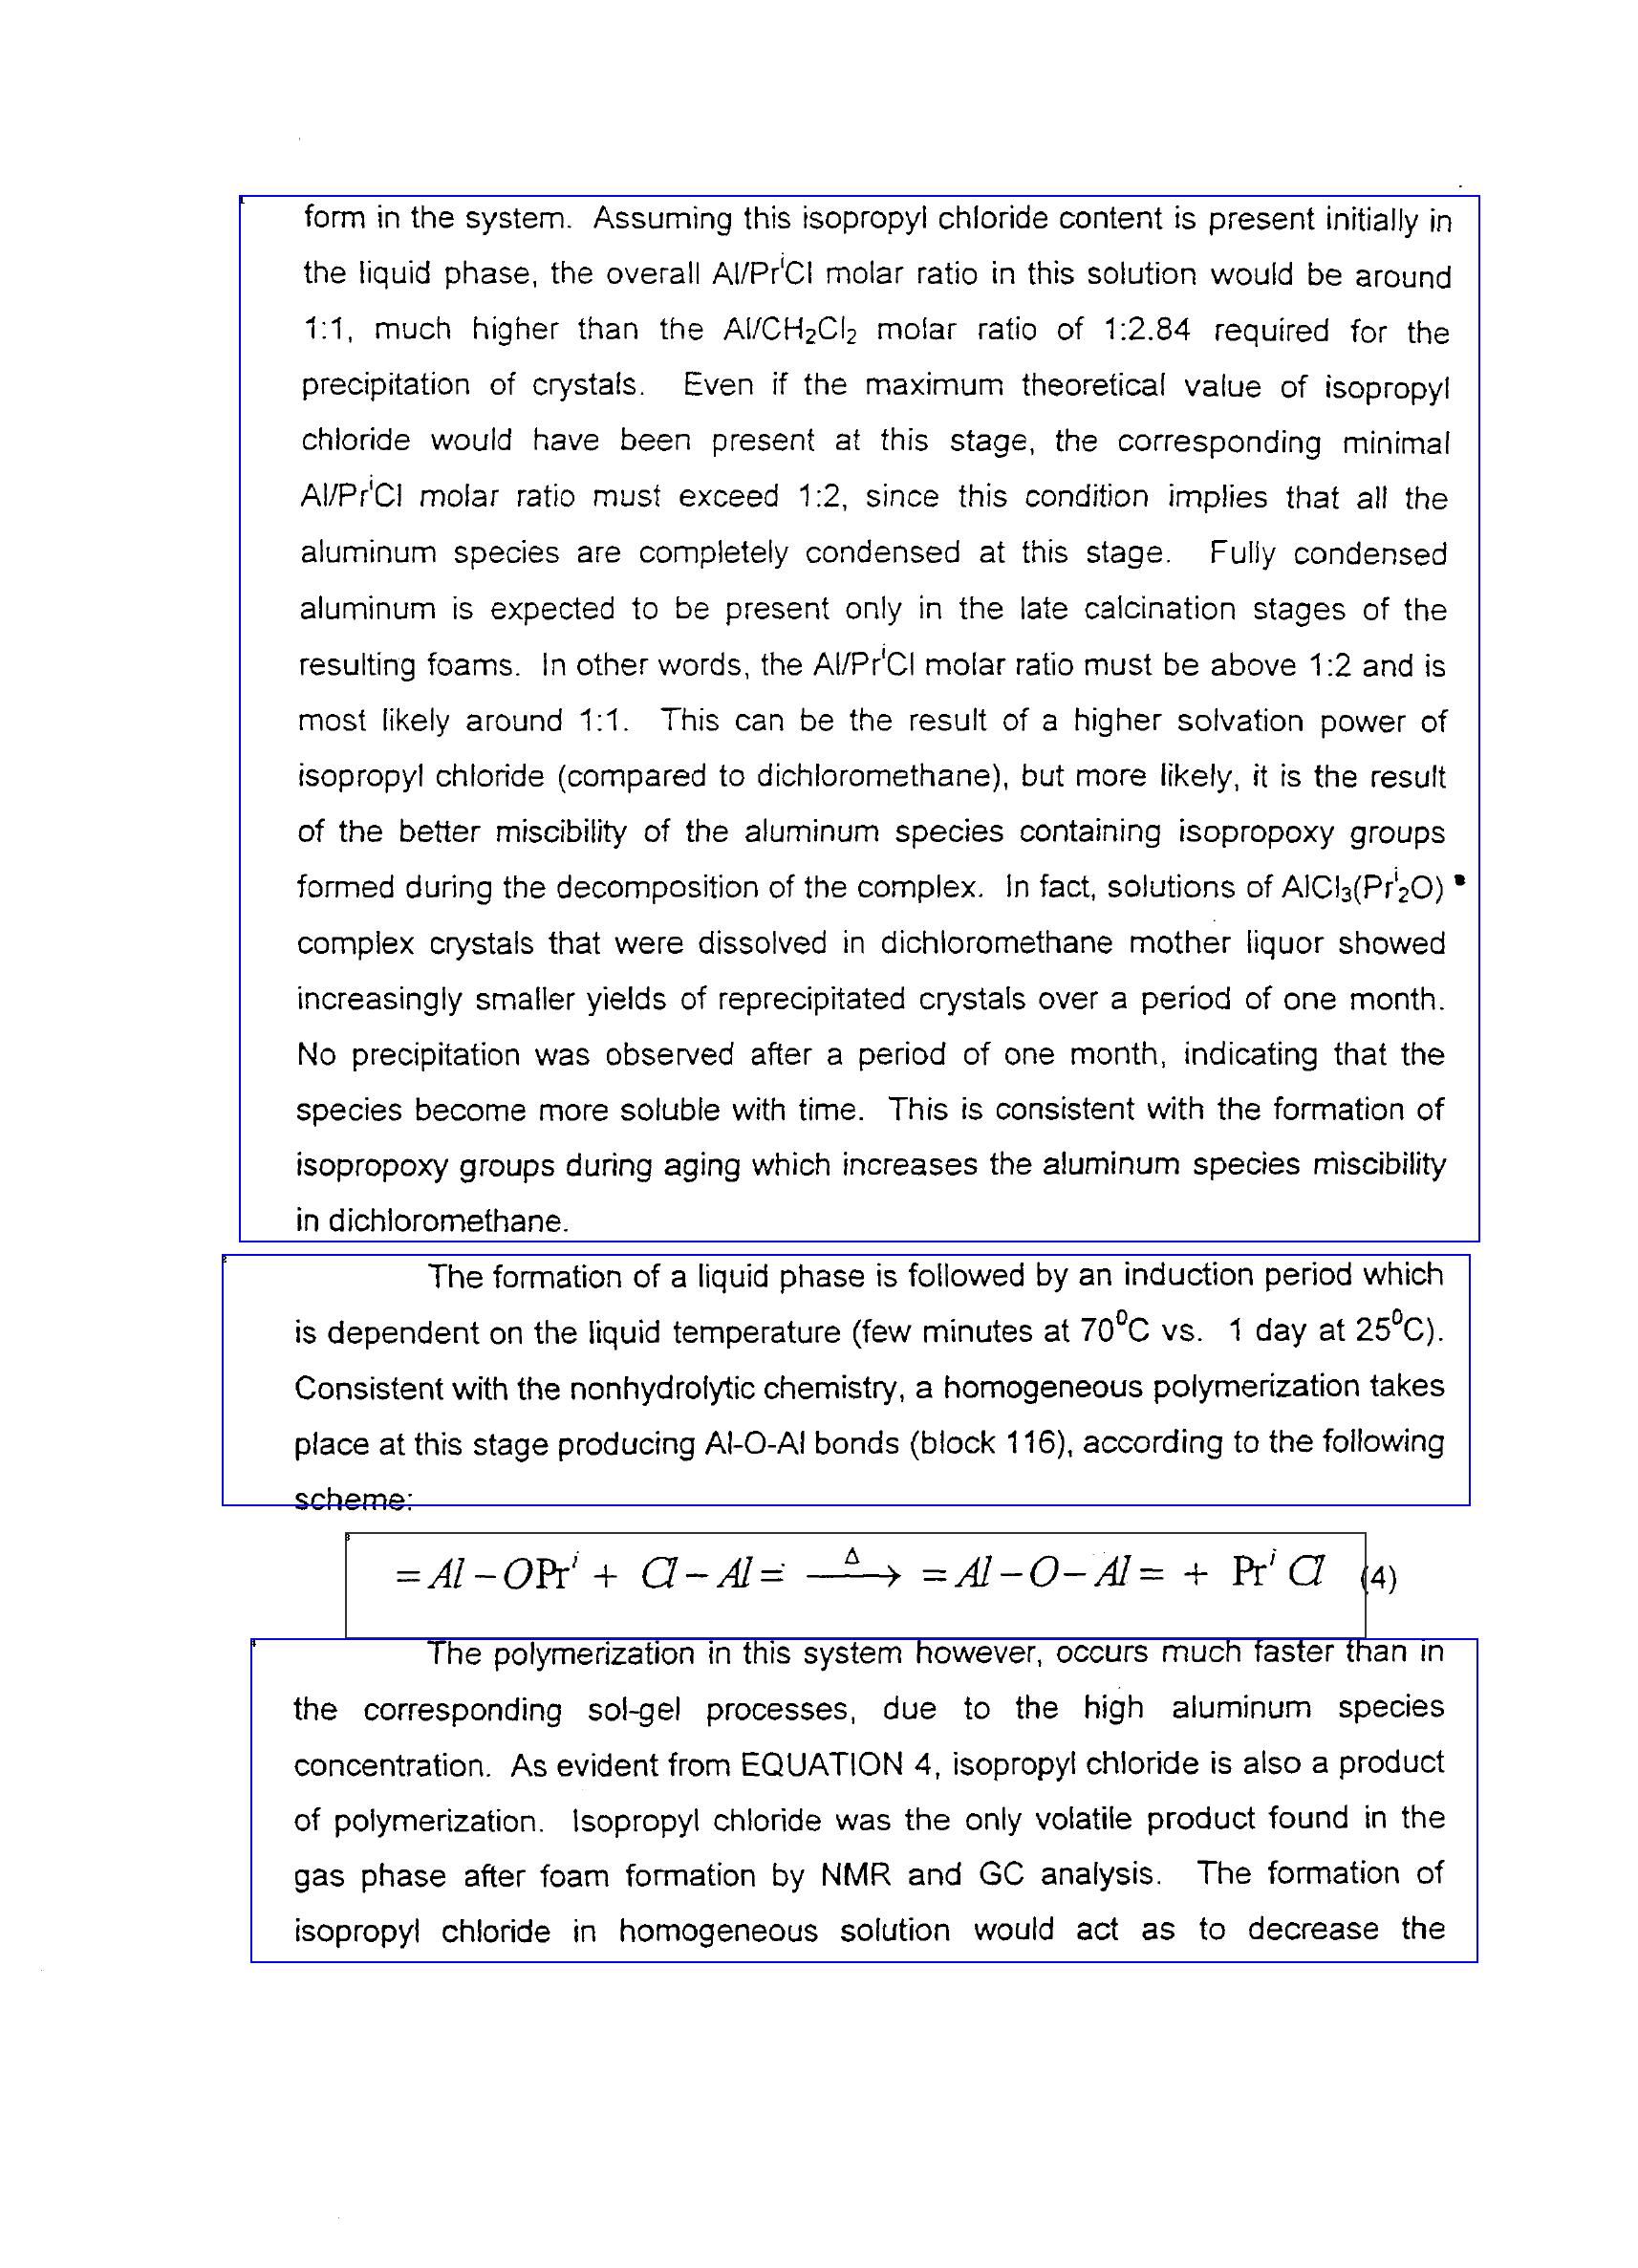 form in the system. Assuming this isopropyl chloride content is present initially in
the liquid phase, the overall Al/PrⁱCl molar ratio in this solution would be around
1:1, much higher than the Al/CH₂Cl₂ molar ratio of 1:2.84 required for the
precipitation of crystals. Even if the maximum theoretical value of isopropyl
chloride would have been present at this stage, the corresponding minimal
Al/PrⁱCl molar ratio must exceed 1:2, since this condition implies that all the
aluminum species are completely condensed at this stage. Fully condensed
aluminum is expected to be present only in the late calcination stages of the
resulting foams. In other words, the Al/PrⁱCl molar ratio must be above 1:2 and is
most likely around 1:1. This can be the result of a higher solvation power of
isopropyl chloride (compared to dichloromethane), but more likely, it is the result
of the better miscibility of the aluminum species containing isopropoxy groups
formed during the decomposition of the complex. In fact, solutions of AlCl₃(Prⁱ₂O)
complex crystals that were dissolved in dichloromethane mother liquor showed
increasingly smaller yields of reprecipitated crystals over a period of one month.
No precipitation was observed after a period of one month, indicating that the
species become more soluble with time. This is consistent with the formation of
isopropoxy groups during aging which increases the aluminum species miscibility
in dichloromethane.
The formation of a liquid phase is followed by an induction period which
is dependent on the liquid temperature (few minutes at 70⁰C vs. 1 day at 25⁰C).
Consistent with the nonhydrolytic chemistry, a homogeneous polymerization takes
place at this stage producing Al-O-Al bonds (block 116), according to the following
scheme:
=Al–OPrⁱ + Cl–Al= —Δ→ =Al–O–Al= + Prⁱ Cl (4)
The polymerization in this system however, occurs much faster than in
the corresponding sol-gel processes, due to the high aluminum species
concentration. As evident from EQUATION 4, isopropyl chloride is also a product
of polymerization. Isopropyl chloride was the only volatile product found in the
gas phase after foam formation by NMR and GC analysis. The formation of
isopropyl chloride in homogeneous solution would act as to decrease the